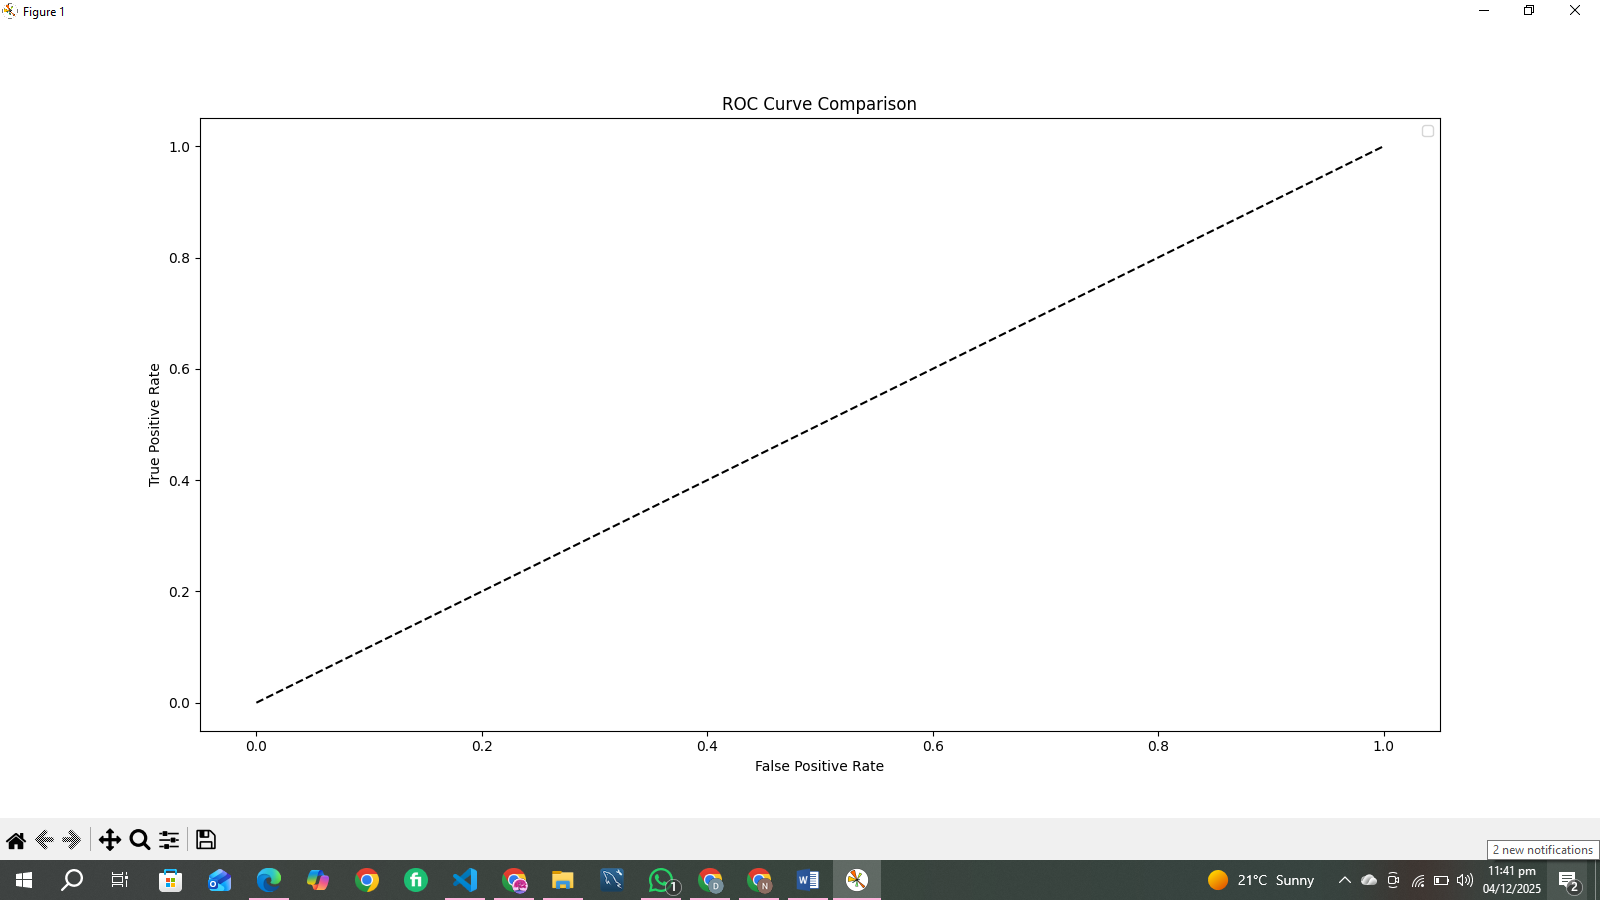 Figure 1
ROC Curve Comparison
1.0
0.8
0.6
0.4
0.2
0.0
True Positive Rate
0.0 0.2 0.4 0.6 0.8 1.0
False Positive Rate
2 new notifications
1
D
N
W
21°C Sunny
11:41 pm
04/12/2025
2